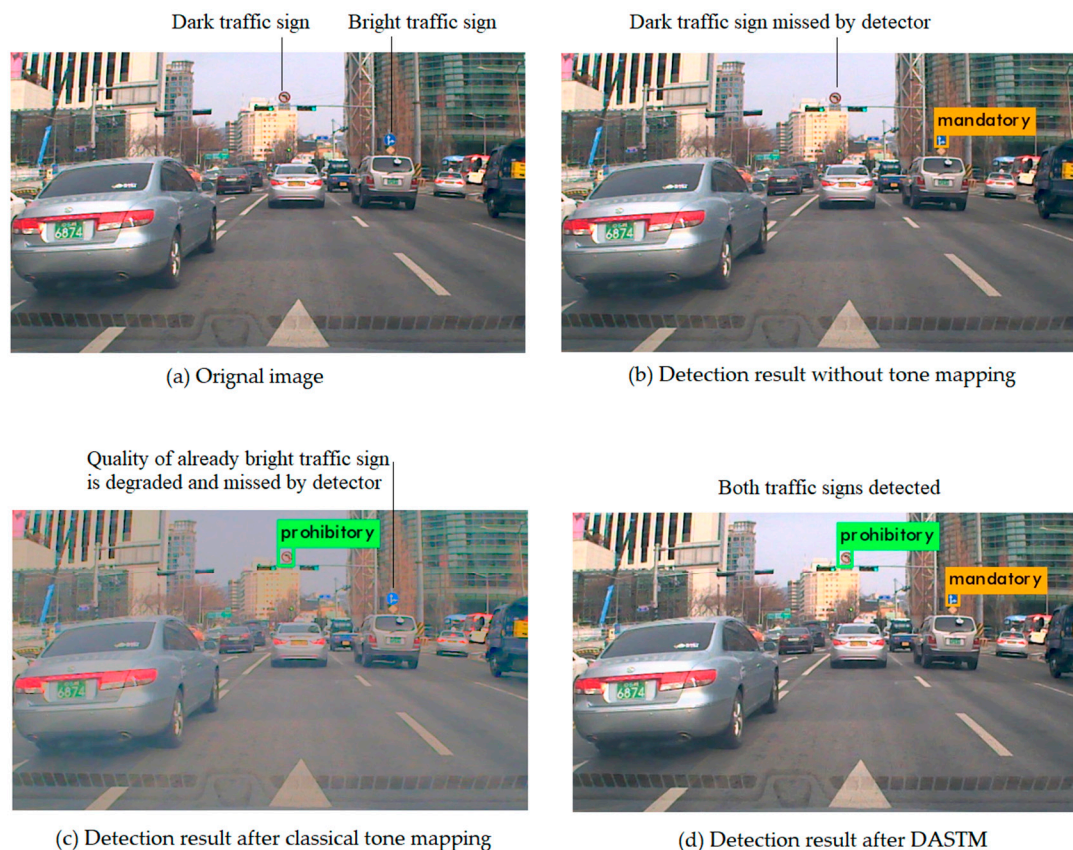 Dark traffic sign
Bright traffic sign
Dark traffic sign missed by detector
mandatory
6874
6874
(a) Orignal image
(b) Detection result without tone mapping
Quality of already bright traffic sign
is degraded and missed by detector
Both traffic signs detected
prohibitory
prohibitory
mandatory
6874
6874
(c) Detection result after classical tone mapping
(d) Detection result after DASTM